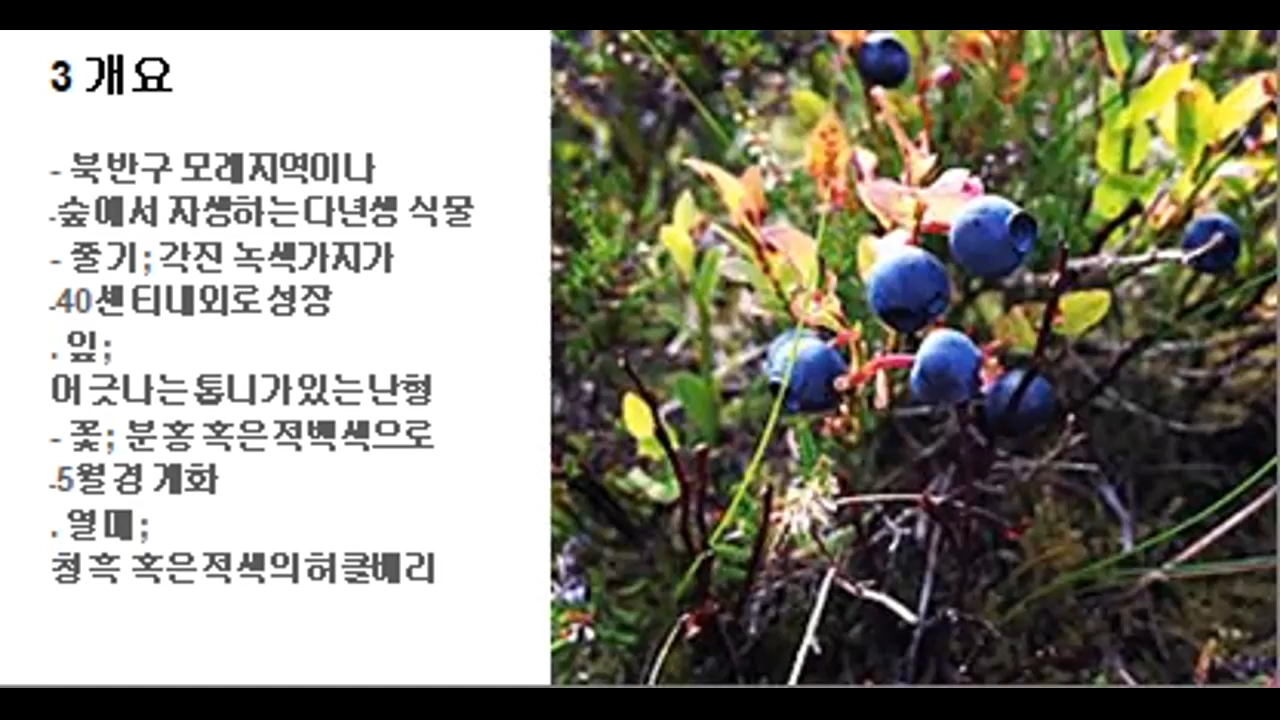 3 개요
- 북반구 모레지역이나
-숲에서 자생하는다년생 식물
- 줄기; 각진 녹색가지가
-40센티내외로성장
. 잎;
어긋나는톱니가있는난형
- 꽃; 분홍 혹은적백색으로
-5월경 개화
. 열매;
청흑 혹은적색의허클베리